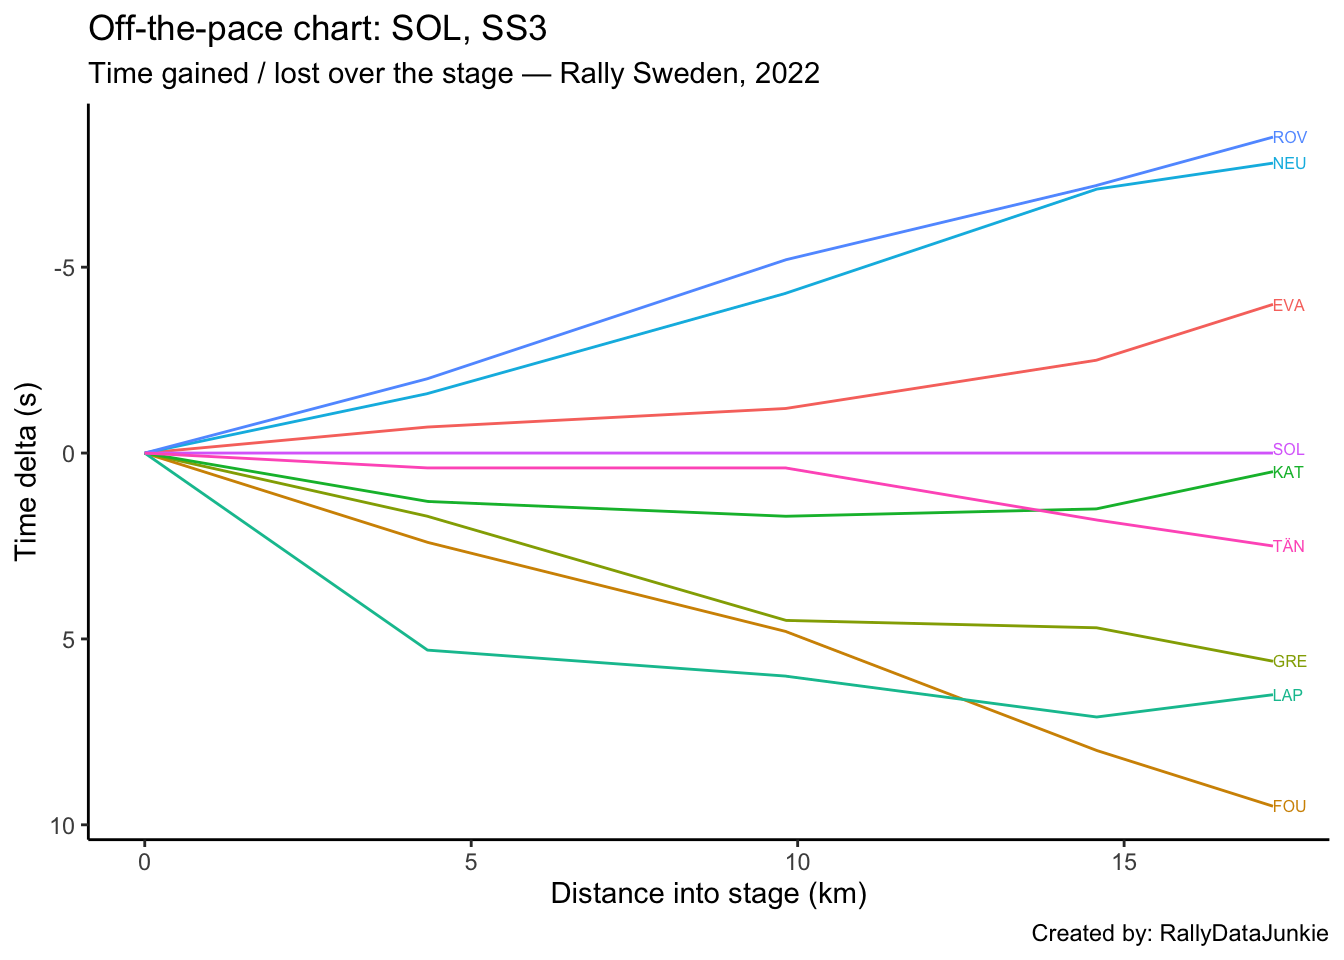 Off-the-pace chart: SOL, SS3
Time gained / lost over the stage — Rally Sweden, 2022
ROV
NEU
-5
EVA
Time delta (s)
0
SOL
KAT
TÄN
5
GRE
LAP
FOU
10
0 5 10 15
Distance into stage (km)
Created by: RallyDataJunkie